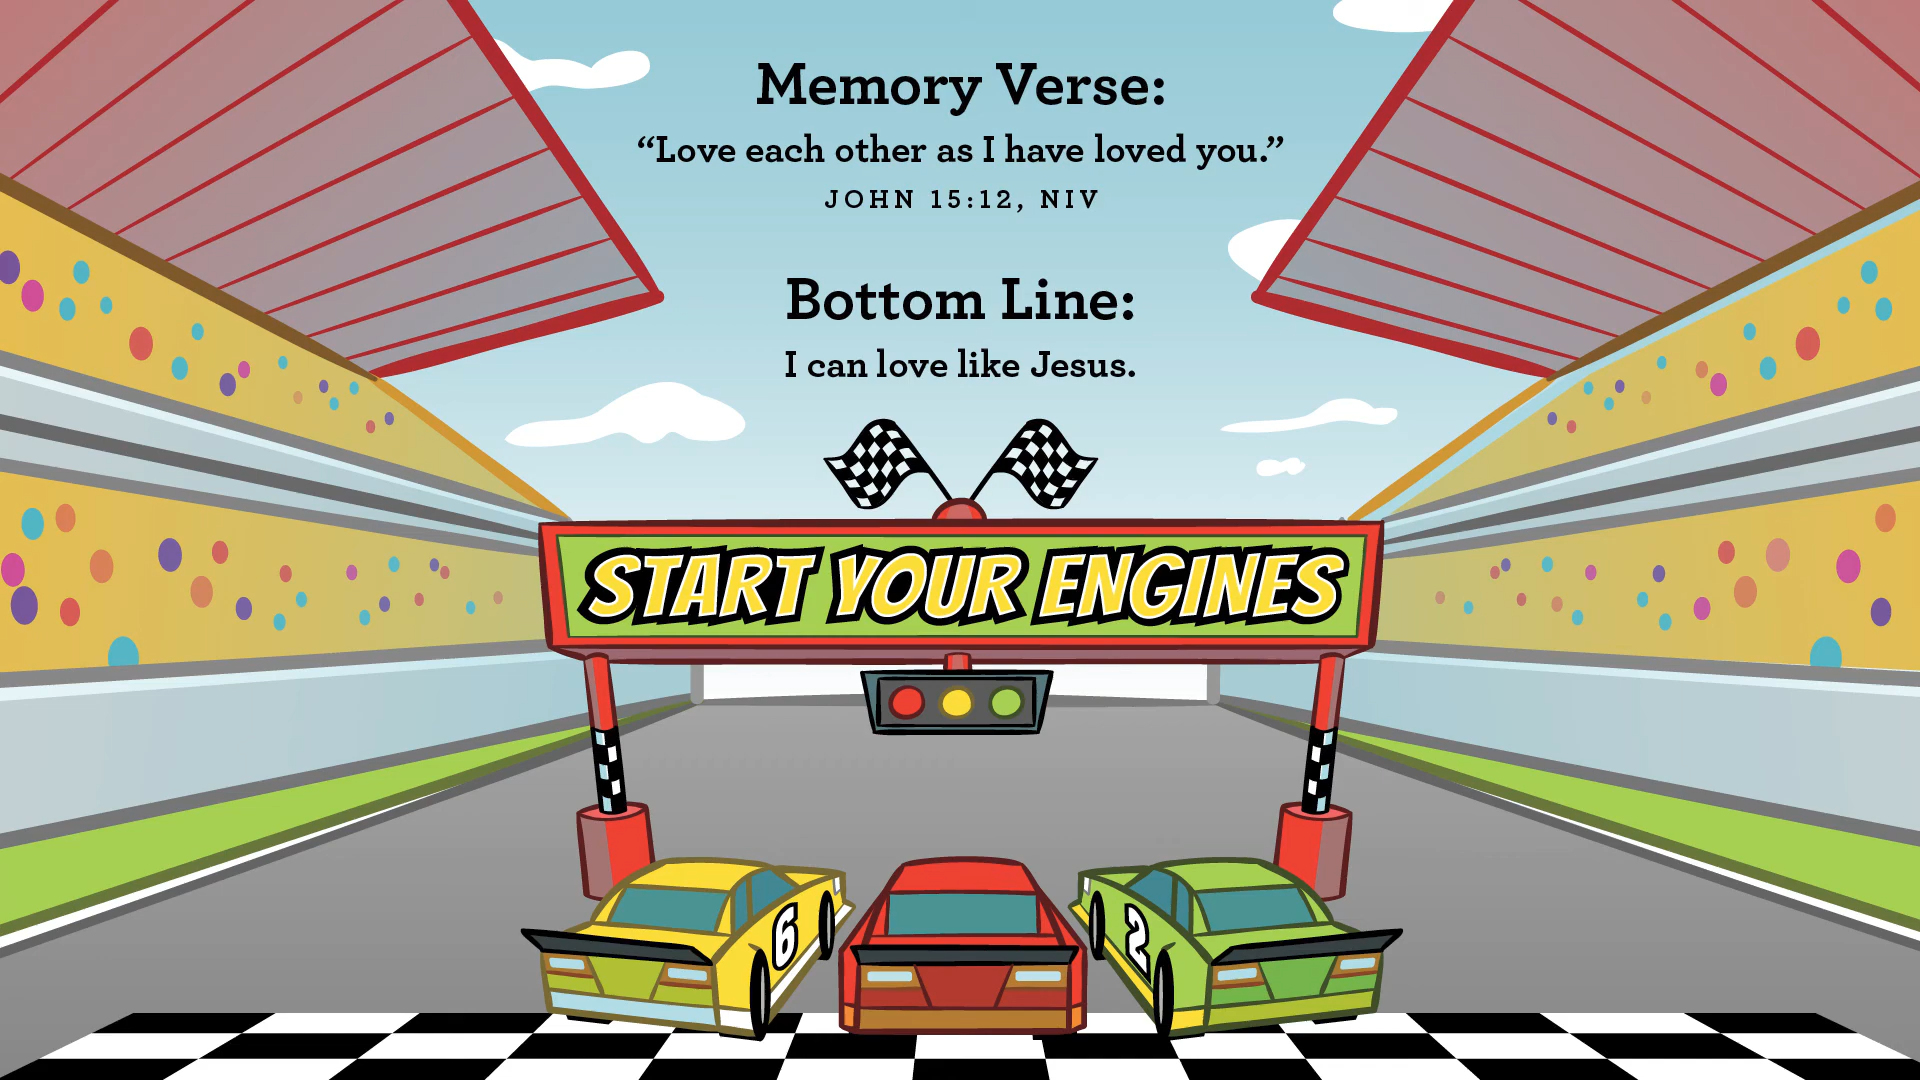 Memory Verse:
“Love each other as I have loved you.”
JOHN 15:12, NIV
Bottom Line:
I can love like Jesus.
START YOUR ENGINES
6
2